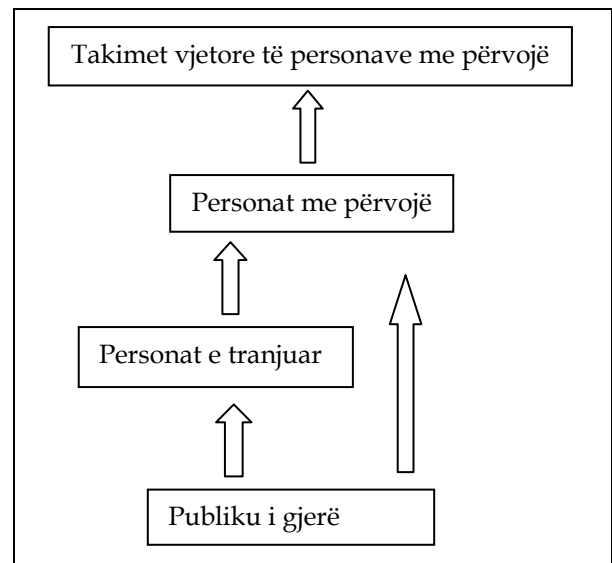 Takimet vjetore të personave me përvojë
Personat me përvojë
Personat e tranjuar
Publiku i gjerë